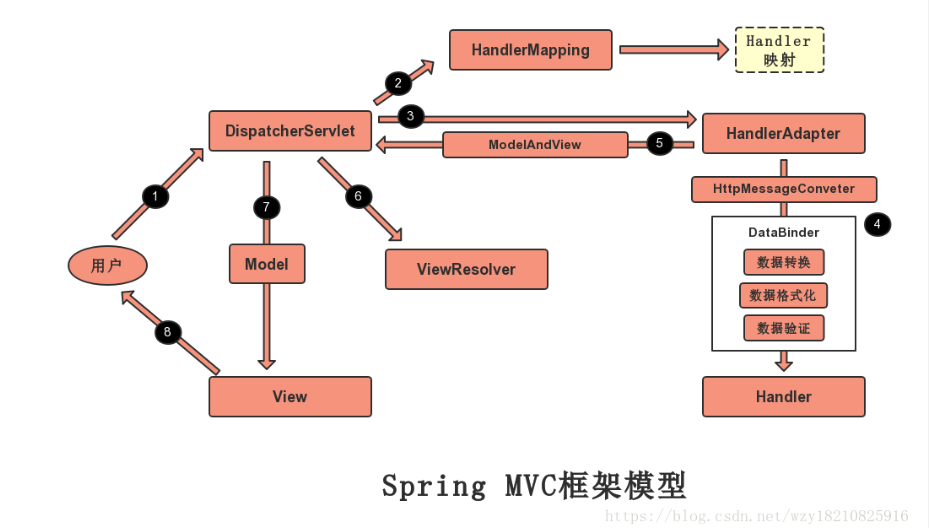 HandlerMapping
Handler
映射
2
3
DispatcherServlet
HandlerAdapter
ModelAndView
5
1
6
7
HttpMessageConveter
4
DataBinder
用户
Model
ViewResolver
数据转换
数据格式化
数据验证
8
View
Handler
Spring MVC框架模型
https://blog.csdn.net/wzy18210825916